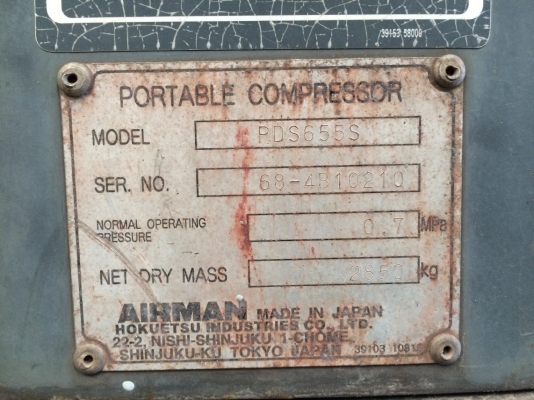 39163 58000
PORTABLE COMPRESSOR
MODEL PDS655S
SER. NO. 68-4B10210
NORMAL OPERATING PRESSURE 0.7 MPa
NET DRY MASS 2850 kg
AIRMAN MADE IN JAPAN
HOKUETSU INDUSTRIES CO., LTD.
22-2, NISHI-SHINJUKU 1-CHOME,
SHINJUKU-KU TOKYO JAPAN 39103